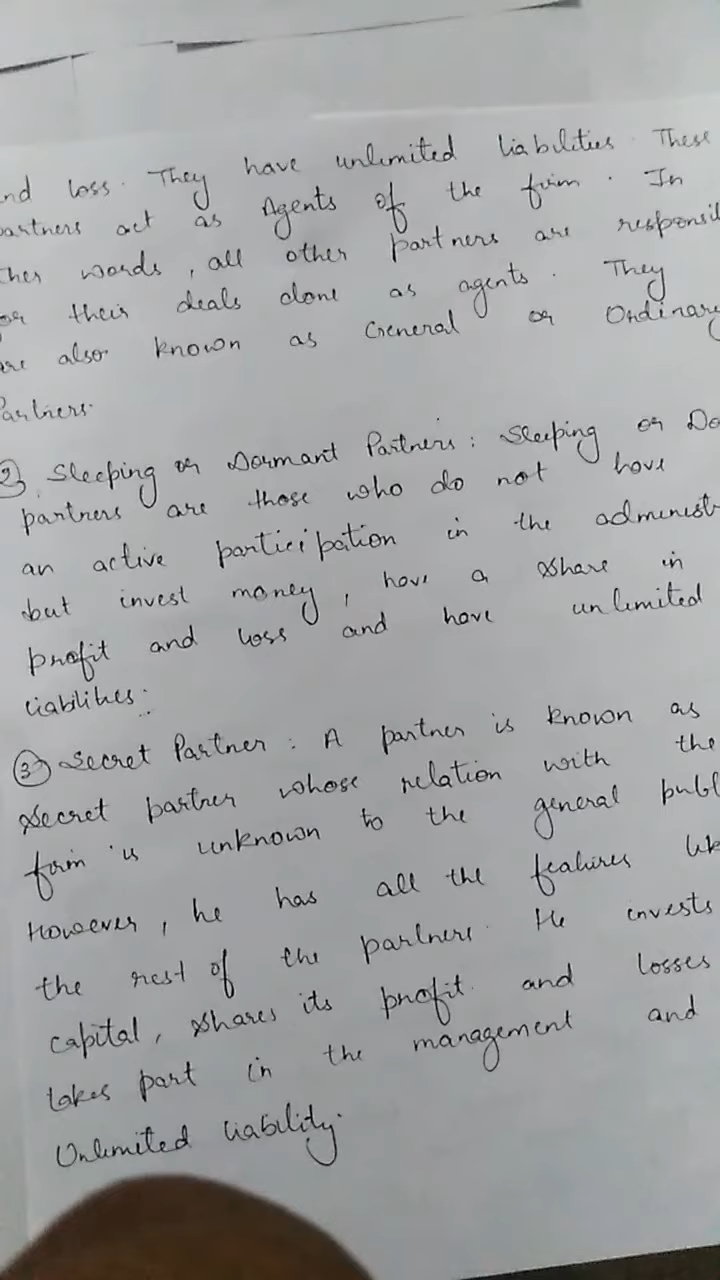 nd loss. They have unlimited liabilities. These
artners act as Agents of the firm. In
her words, all other partners are responsi
or their deals done as agents. They
are also known as General or Ordinary
Partners.
2) Sleeping or Dormant Partners: Sleeping or Do
partners are those who do not have
an active participation in the administ
but invest money, have a share in
profit and loss and have unlimited
liabilities:
3 Secret Partner: A partner is known as
Secret partner whose relation with the
firm is unknown to the general publ
However, he has all the features lik
the rest of the partners. He invests
capital, shares its profit and losses
takes part in the management and
Unlimited liability.